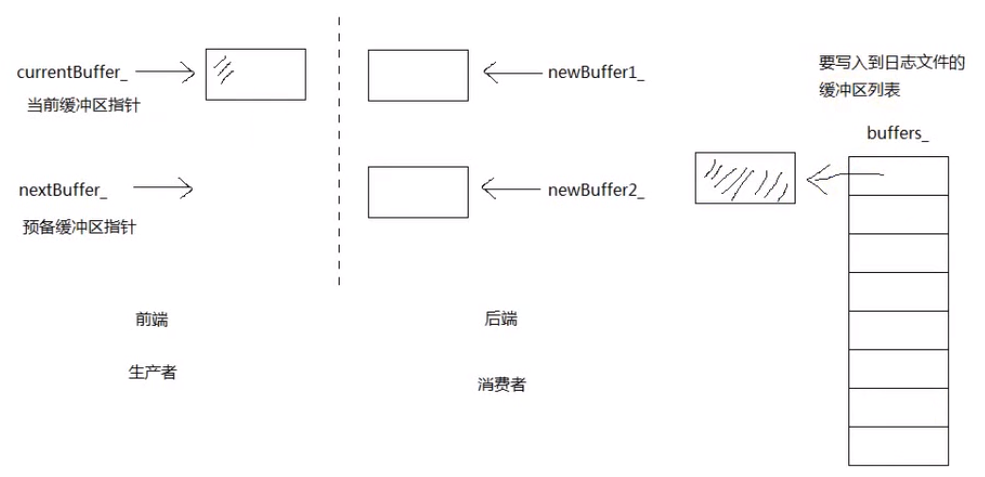 currentBuffer_
当前缓冲区指针
nextBuffer_
预备缓冲区指针
前端
生产者
newBuffer1_
newBuffer2_
后端
消费者
要写入到日志文件的
缓冲区列表
buffers_